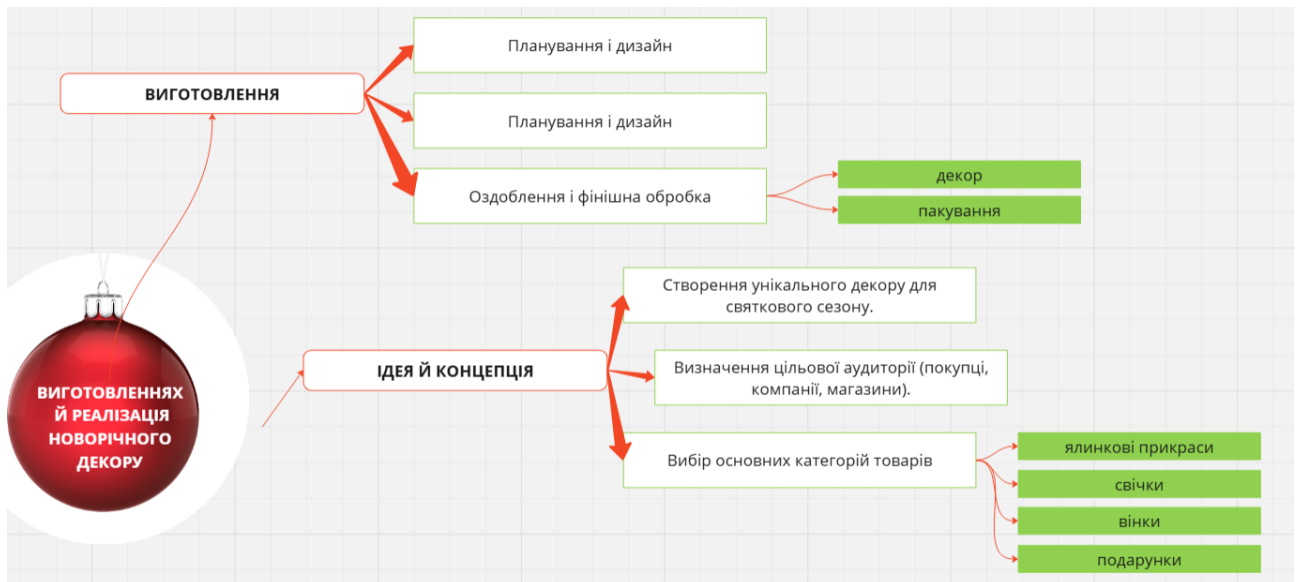 Планування і дизайн
ВИГОТОВЛЕННЯ
Планування і дизайн
Оздоблення і фінішна обробка
декор
пакування
Створення унікального декору для
святкового сезону.
ІДЕЯ Й КОНЦЕПЦІЯ
Визначення цільової аудиторії (покупці,
компанії, магазини).
Вибір основних категорій товарів
ялинкові прикраси
свічки
вінки
подарунки
ВИГОТОВЛЕННЯХ
Й РЕАЛІЗАЦІЯ
НОВОРІЧНОГО
ДЕКОРУ